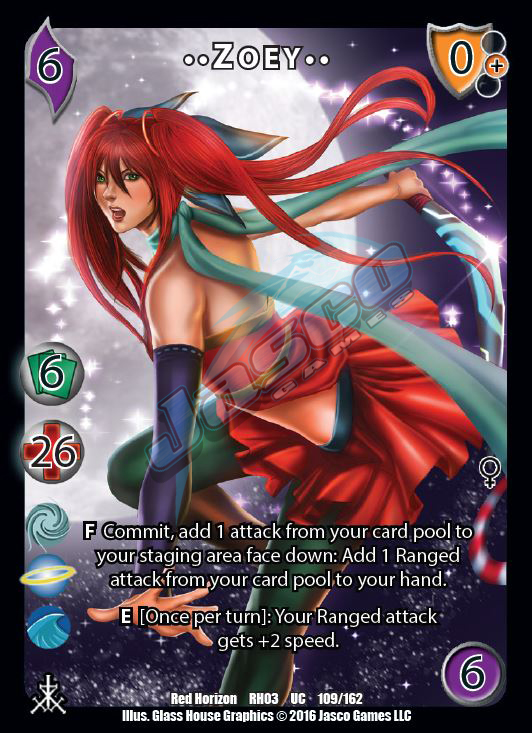 6
••ZOEY••
0
+
JASCO
GAMES
6
26
F Commit, add 1 attack from your card pool to
your staging area face down: Add 1 Ranged
attack from your card pool to your hand.
E [Once per turn]: Your Ranged attack
gets +2 speed.
6
Red Horizon RH03 UC 109/162
Illus. Glass House Graphics © 2016 Jasco Games LLC